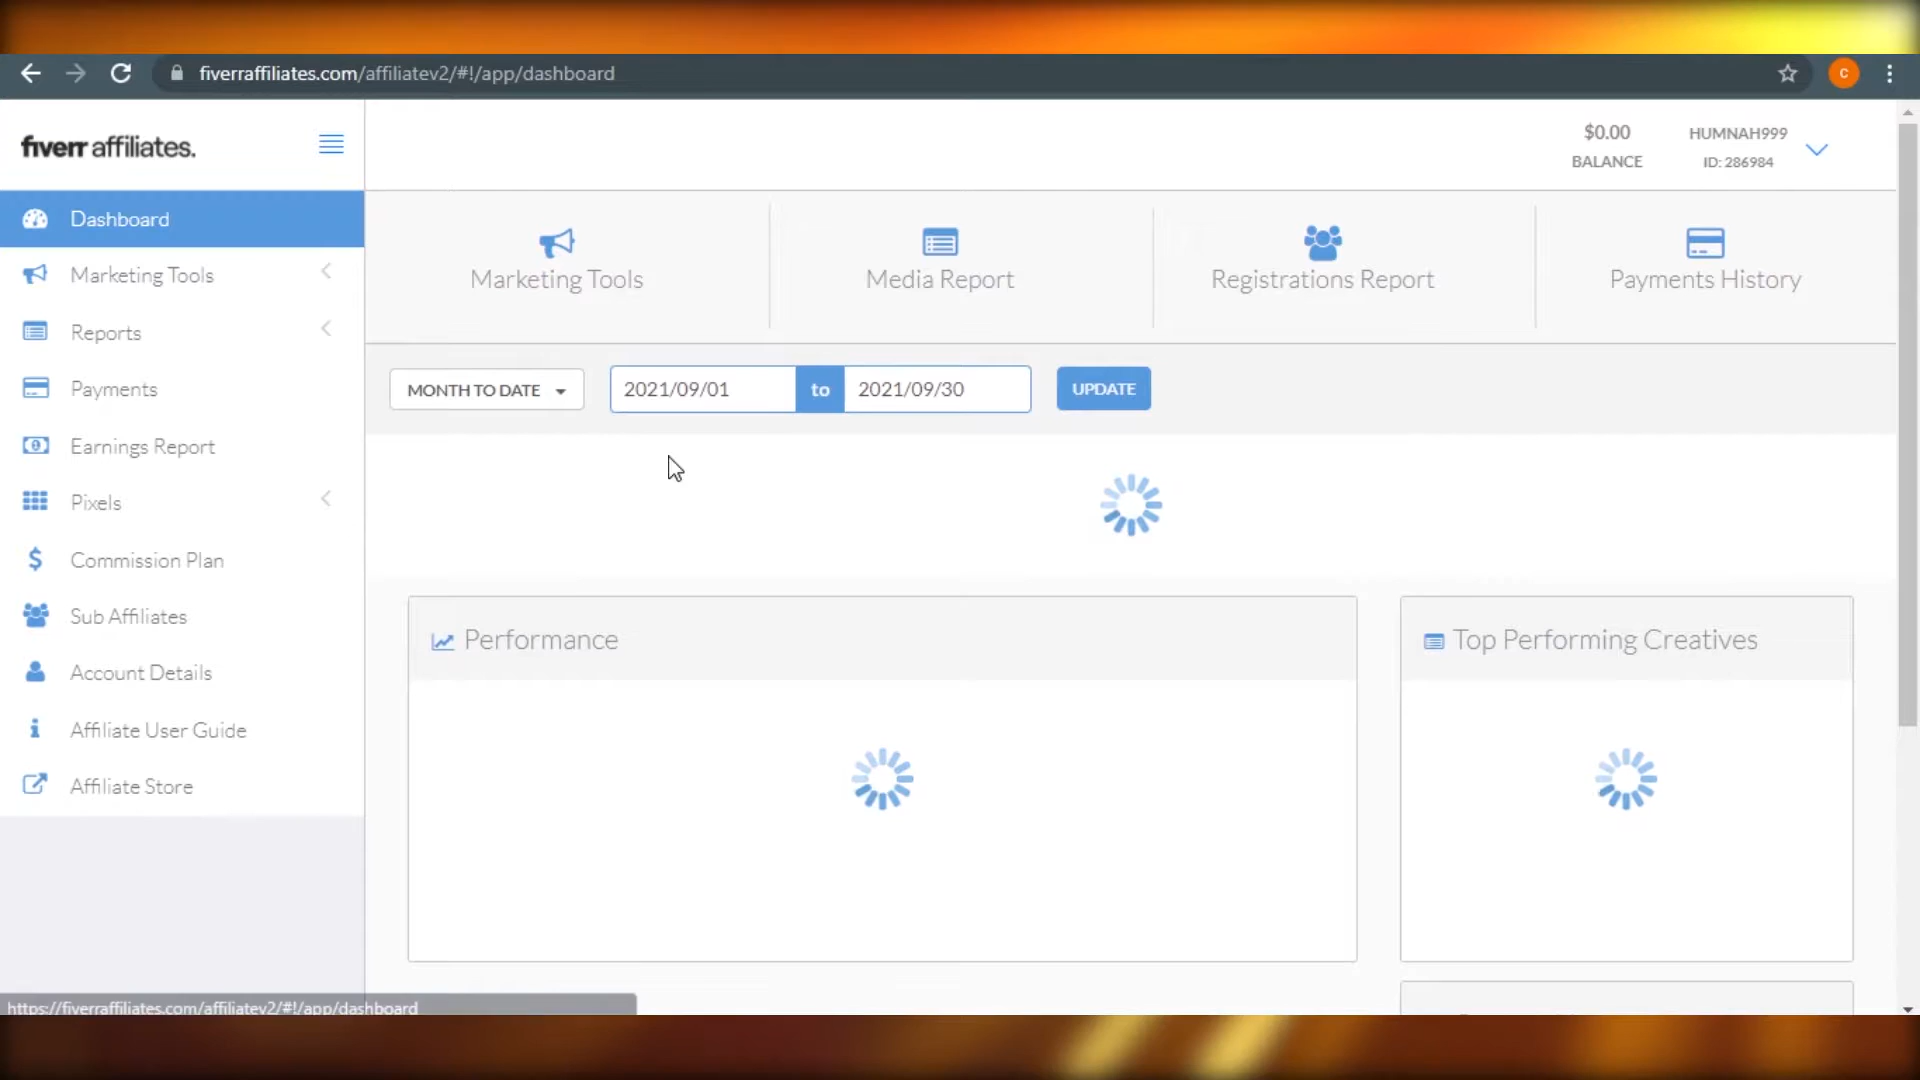 fiverraffiliates.com/affiliatev2/#!/app/dashboard
C
fiverr affiliates.
$0.00
BALANCE
HUMNAH999
ID: 286984
Dashboard
Marketing Tools
Reports
Payments
Earnings Report
Pixels
Commission Plan
Sub Affiliates
Account Details
Affiliate User Guide
Affiliate Store
Marketing Tools
Media Report
Registrations Report
Payments History
MONTH TO DATE
2021/09/01 to 2021/09/30
UPDATE
Performance
Top Performing Creatives
https://fiverraffiliates.com/affiliatev2/#!/app/dashboard